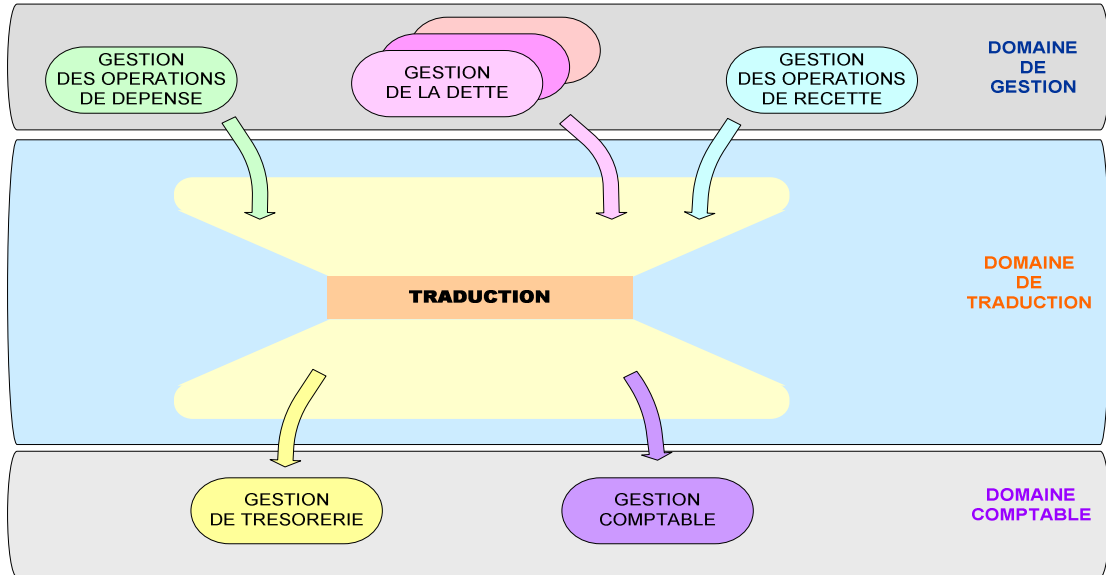 GESTION
DES OPERATIONS
DE DEPENSE
GESTION
DE LA DETTE
GESTION
DES OPERATIONS
DE RECETTE
DOMAINE
DE
GESTION
TRADUCTION
DOMAINE
DE
TRADUCTION
GESTION
DE TRESORERIE
GESTION
COMPTABLE
DOMAINE
COMPTABLE